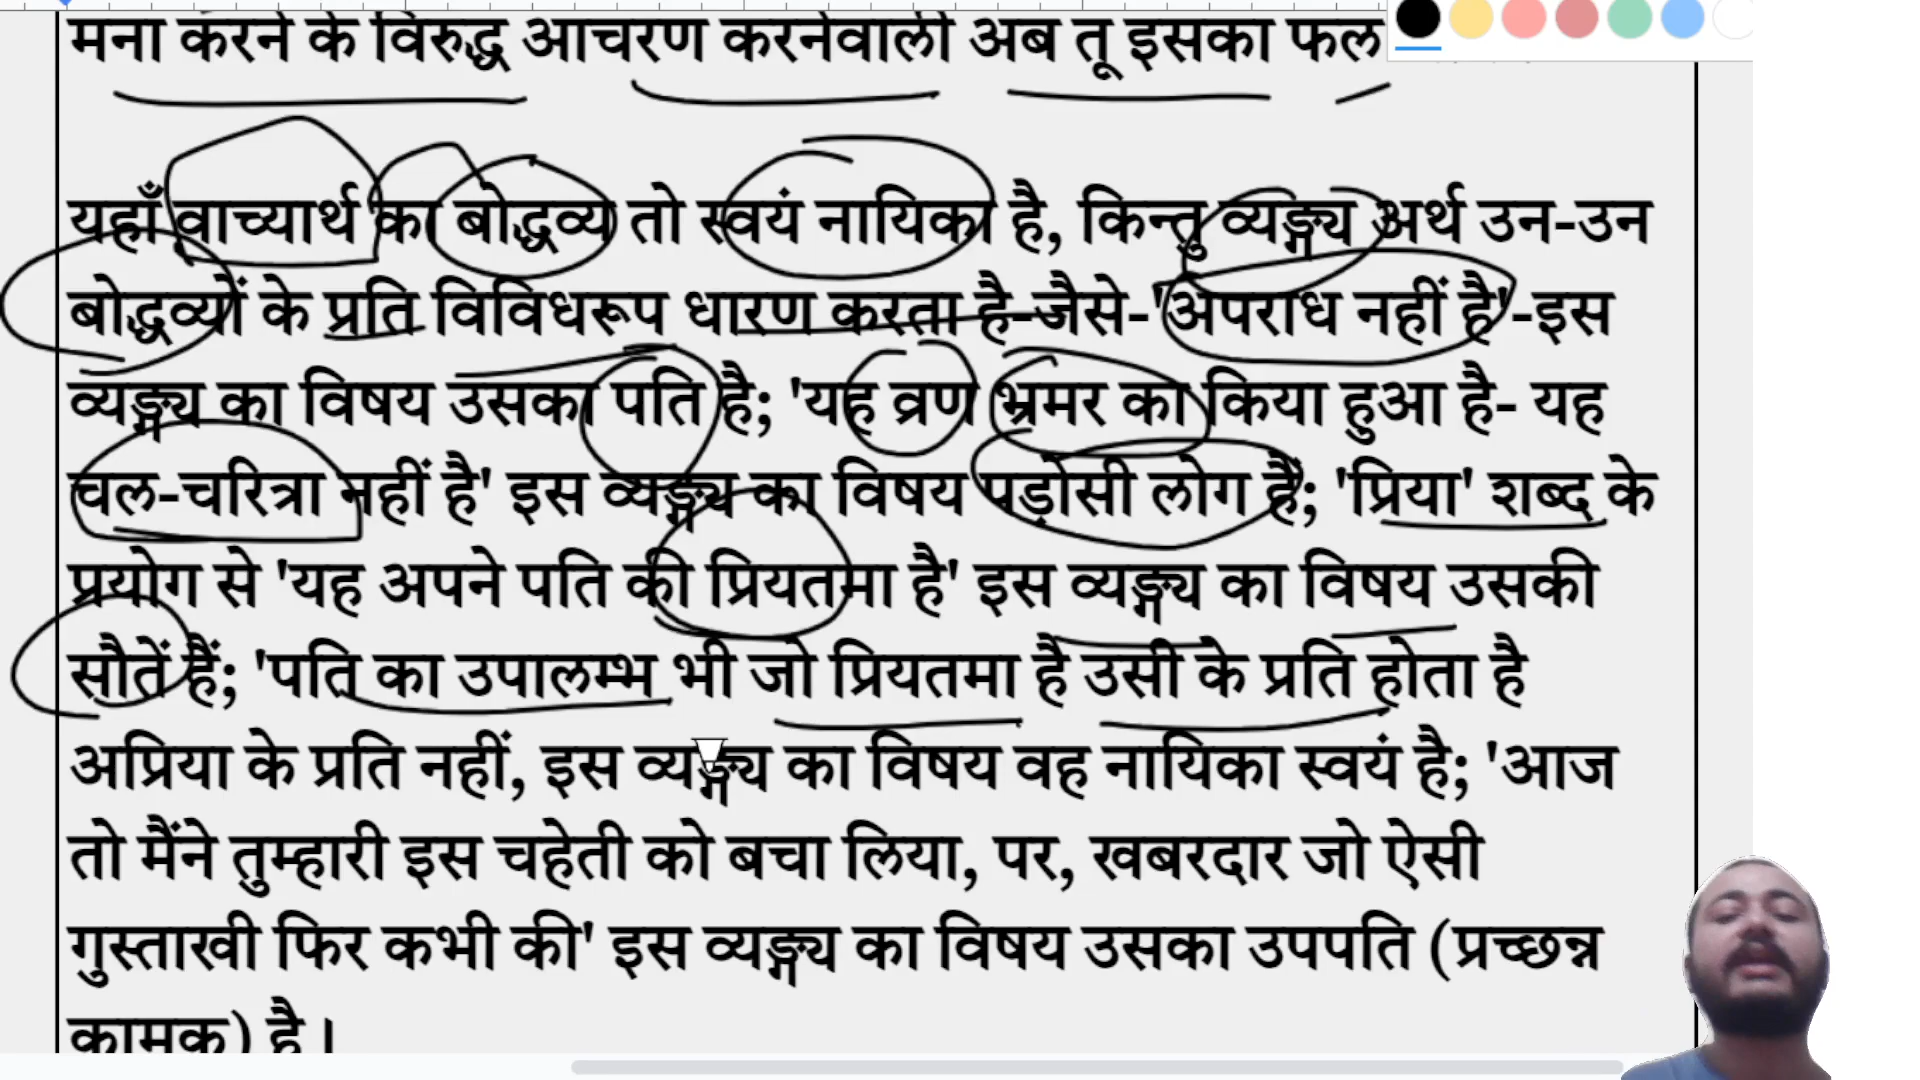 मना करने के विरुद्ध आचरण करनेवाली अब तू इसका फल
यहाँ वाच्यार्थ का बोद्धव्य तो स्वयं नायिका है, किन्तु व्यङ्ग्य अर्थ उन-उन
बोद्धव्यों के प्रति विविधरूप धारण करता है-जैसे-'अपराध नहीं है'-इस
व्यङ्ग्य का विषय उसका पति है; 'यह व्रण भ्रमर का किया हुआ है- यह
चल-चरित्रा नहीं है' इस व्यङ्ग्य का विषय पड़ोसी लोग हैं; 'प्रिया' शब्द के
प्रयोग से 'यह अपने पति की प्रियतमा है' इस व्यङ्ग्य का विषय उसकी
सौतें हैं; 'पति का उपालम्भ भी जो प्रियतमा है उसी के प्रति होता है
अप्रिया के प्रति नहीं, इस व्यङ्ग्य का विषय वह नायिका स्वयं है; 'आज
तो मैंने तुम्हारी इस चहेती को बचा लिया, पर, खबरदार जो ऐसी
गुस्ताखी फिर कभी की' इस व्यङ्ग्य का विषय उसका उपपति (प्रच्छन्न
कामुक) है।